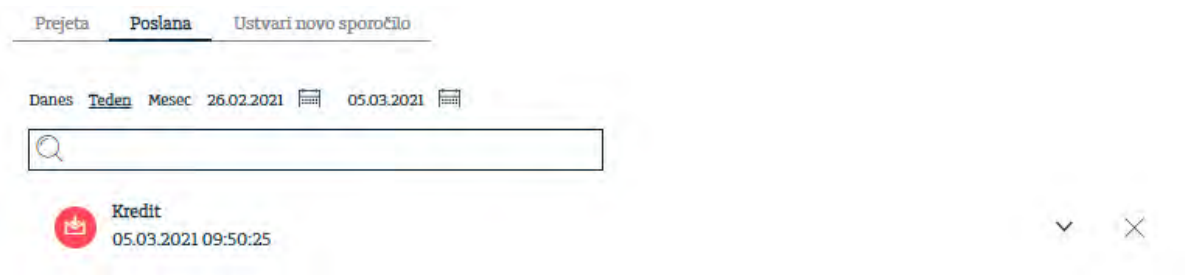 Prejeta Poslana Ustvari novo sporočilo
Danes Teden Mesec 26.02.2021 05.03.2021
Kredit
05.03.2021 09:50:25